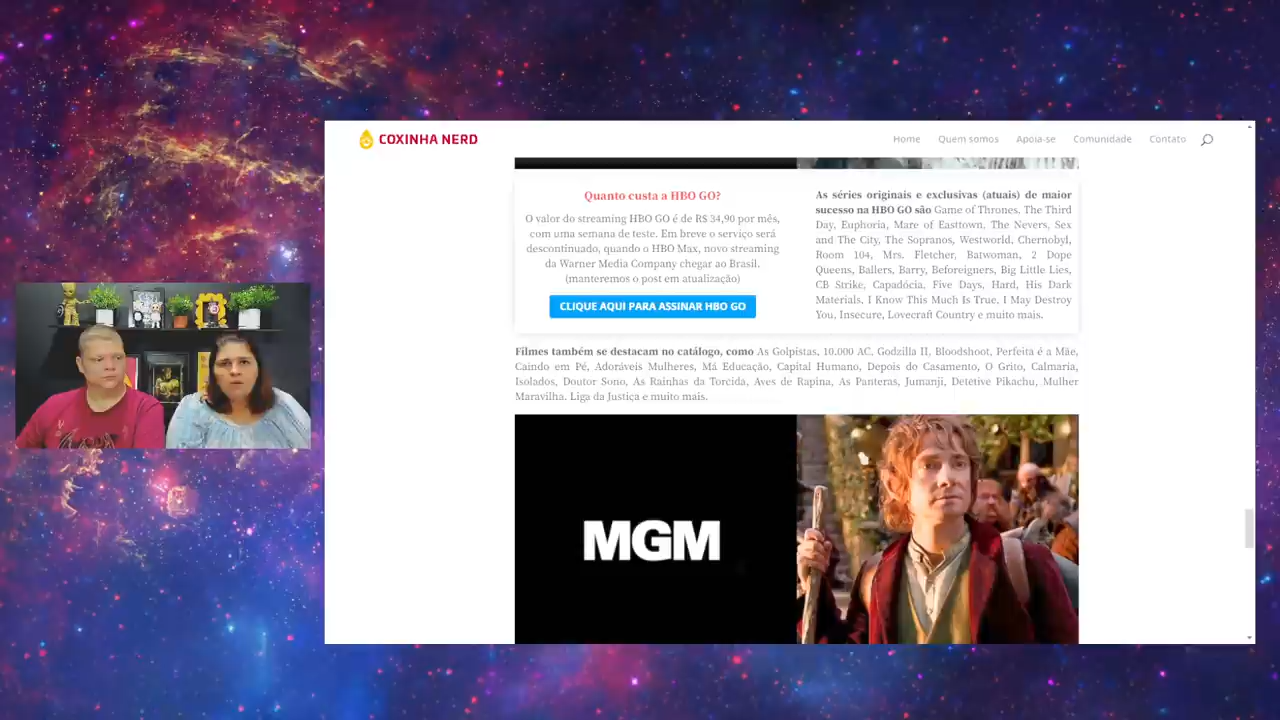 COXINHA NERD
Home Quem somos Apoia-se Comunidade Contato
Quanto custa a HBO GO?
O valor do streaming HBO GO é de R$ 34,90 por mês,
com uma semana de teste. Em breve o serviço será
descontinuado, quando o HBO Max, novo streaming
da Warner Media Company chegar ao Brasil.
(manteremos o post em atualização)
CLIQUE AQUI PARA ASSINAR HBO GO
As séries originais e exclusivas (atuais) de maior
sucesso na HBO GO são Game of Thrones. The Third
Day, Euphoria, Mare of Easttown, The Nevers, Sex
and The City, The Sopranos, Westworld, Chernobyl,
Room 104, Mrs. Fletcher, Batwoman, 2 Dope
Queens, Ballers, Barry, Beforeigners, Big Little Lies,
CB Strike, Capadócia, Five Days, Hard, His Dark
Materials, I Know This Much Is True, I May Destroy
You, Insecure, Lovecraft Country e muito mais.
Filmes também se destacam no catálogo, como As Golpistas, 10.000 AC, Godzilla II, Bloodshoot, Perfeita é a Mãe,
Caindo em Pé, Adoráveis Mulheres, Má Educação, Capital Humano, Depois do Casamento, O Grito, Calmaria,
Isolados, Doutor Sono, As Rainhas da Torcida, Aves de Rapina, As Panteras, Jumanji, Detetive Pikachu, Mulher
Maravilha. Liga da Justiça e muito mais.
MGM